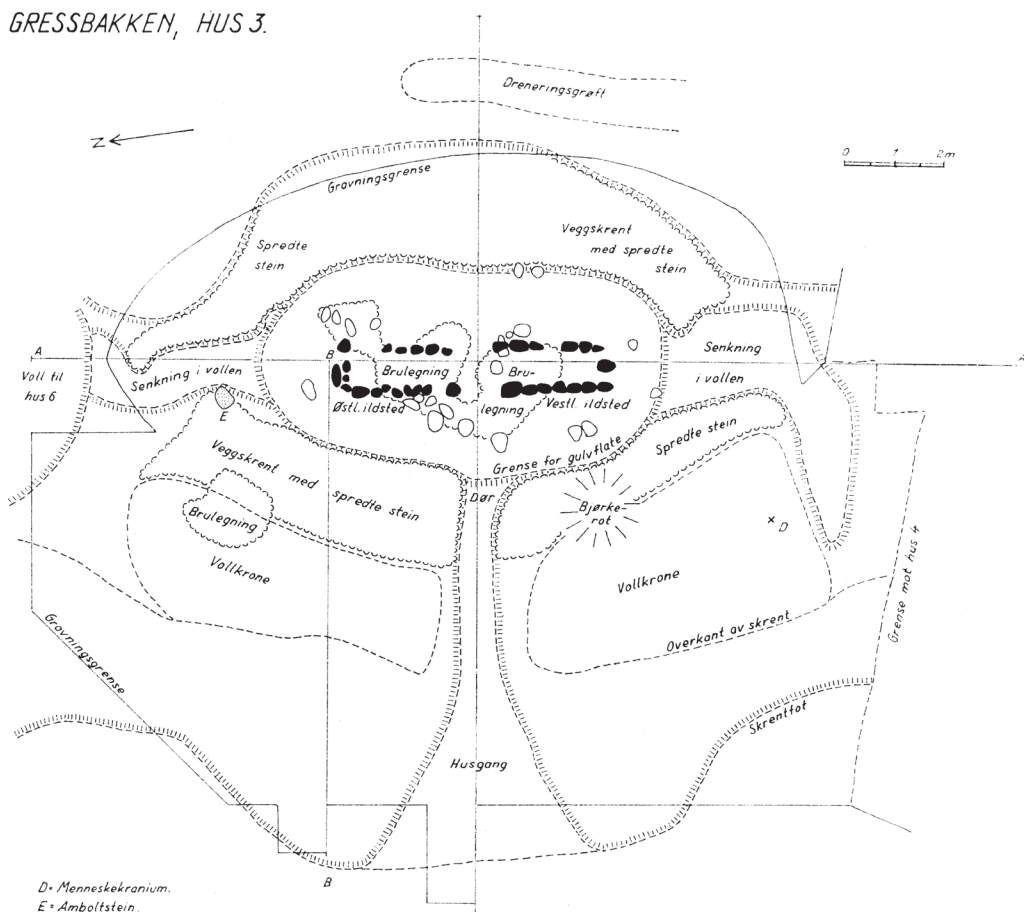 GRESSBAKKEN, HUS 3.
Dreneringsgrøft
N
0 1 2m
Gravningsgrense
Veggskrent
med spredte
stein
Spredte
stein
A
B
A
Voll til
hus 6
Senkning i vollen
Brulegning
Bru-
legning
Senkning
i vollen
Østl. ildsted
Vestl. ildsted
E
Spredte stein
Grense for gulvflate
Veggskrent med spredte stein
Dør
Bjørke-
rot
Brulegning
D
Vollkrone
Vollkrone
Grense mot hus 4
Overkant av skrent
Gravningsgrense
Skrentfot
Husgang
B
D= Menneskekranium.
E= Amboltstein.